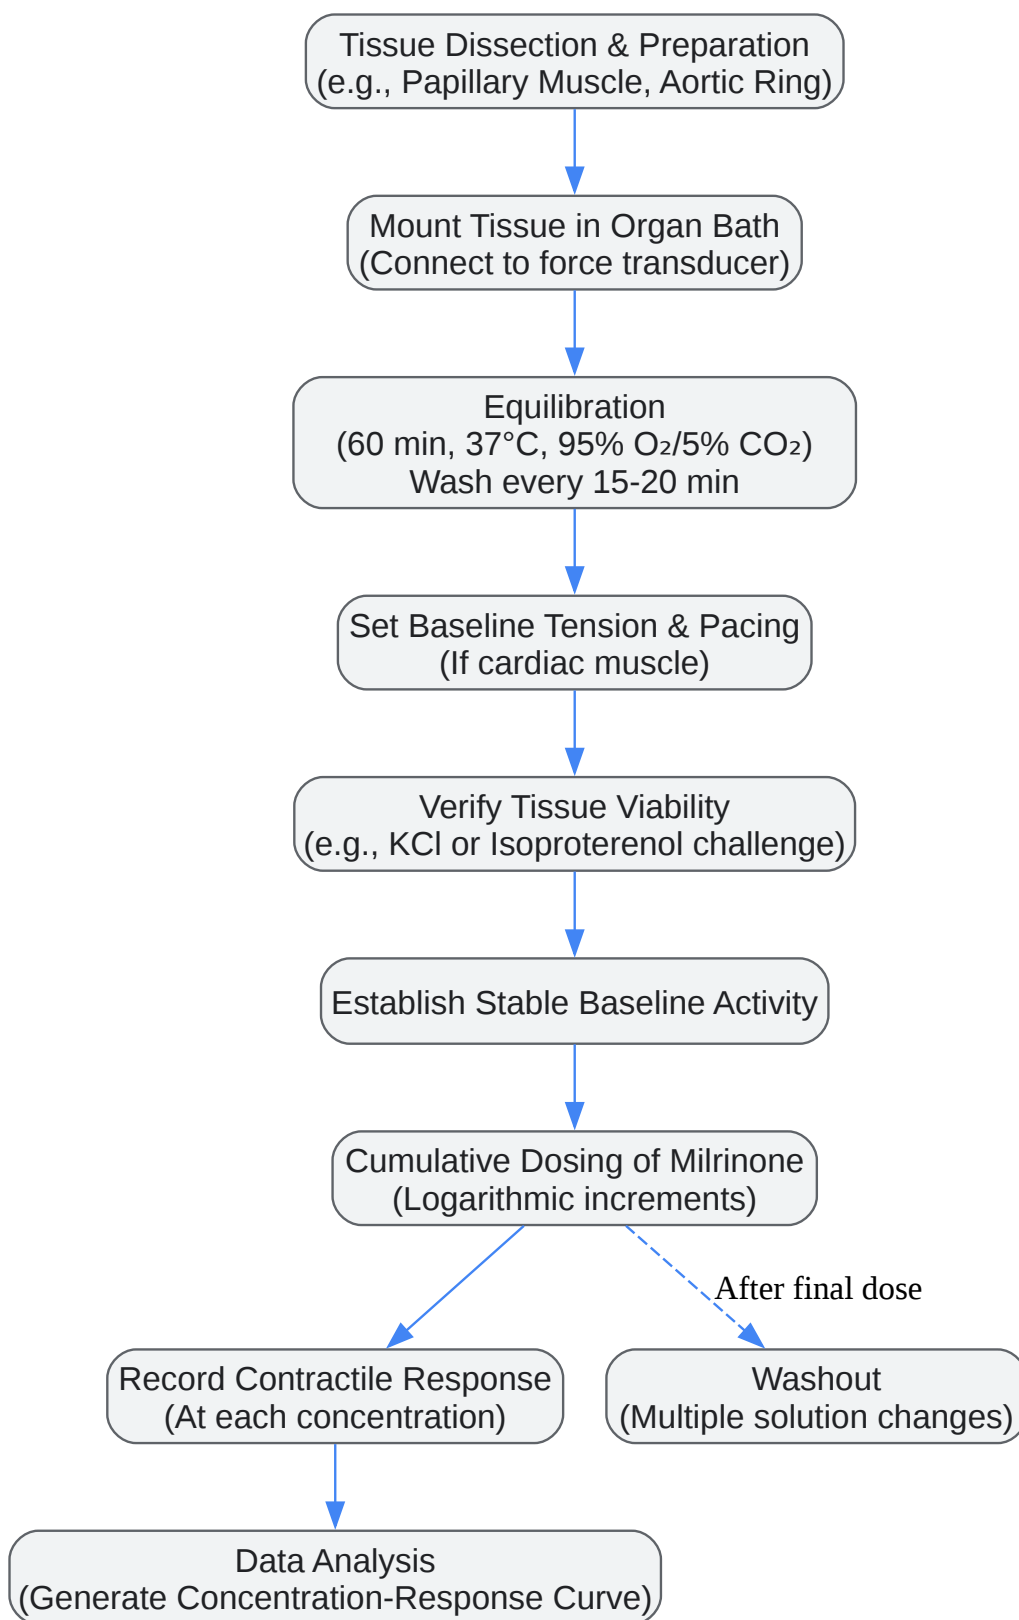 Tissue Dissection & Preparation
(e.g., Papillary Muscle, Aortic Ring)
Mount Tissue in Organ Bath
(Connect to force transducer)
Equilibration
(60 min, 37°C, 95% O₂/5% CO₂)
Wash every 15-20 min
Set Baseline Tension & Pacing
(If cardiac muscle)
Verify Tissue Viability
(e.g., KCl or Isoproterenol challenge)
Establish Stable Baseline Activity
Cumulative Dosing of Milrinone
(Logarithmic increments)
After final dose
Record Contractile Response
(At each concentration)
Washout
(Multiple solution changes)
Data Analysis
(Generate Concentration-Response Curve)